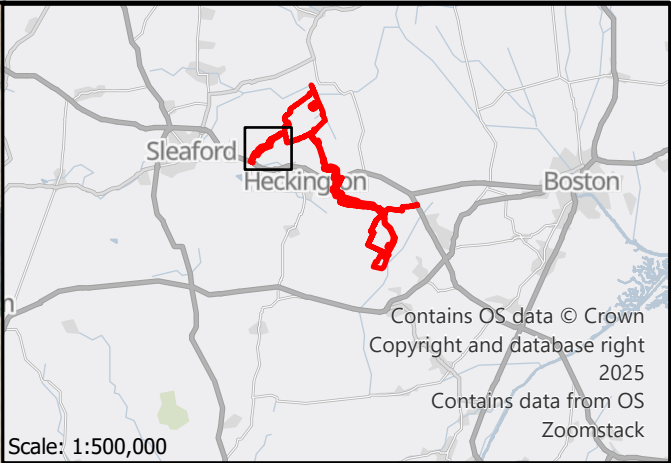 Sleaford
Heckington
Boston
n
Contains OS data © Crown
Copyright and database right
2025
Contains data from OS
Zoomstack
Scale: 1:500,000